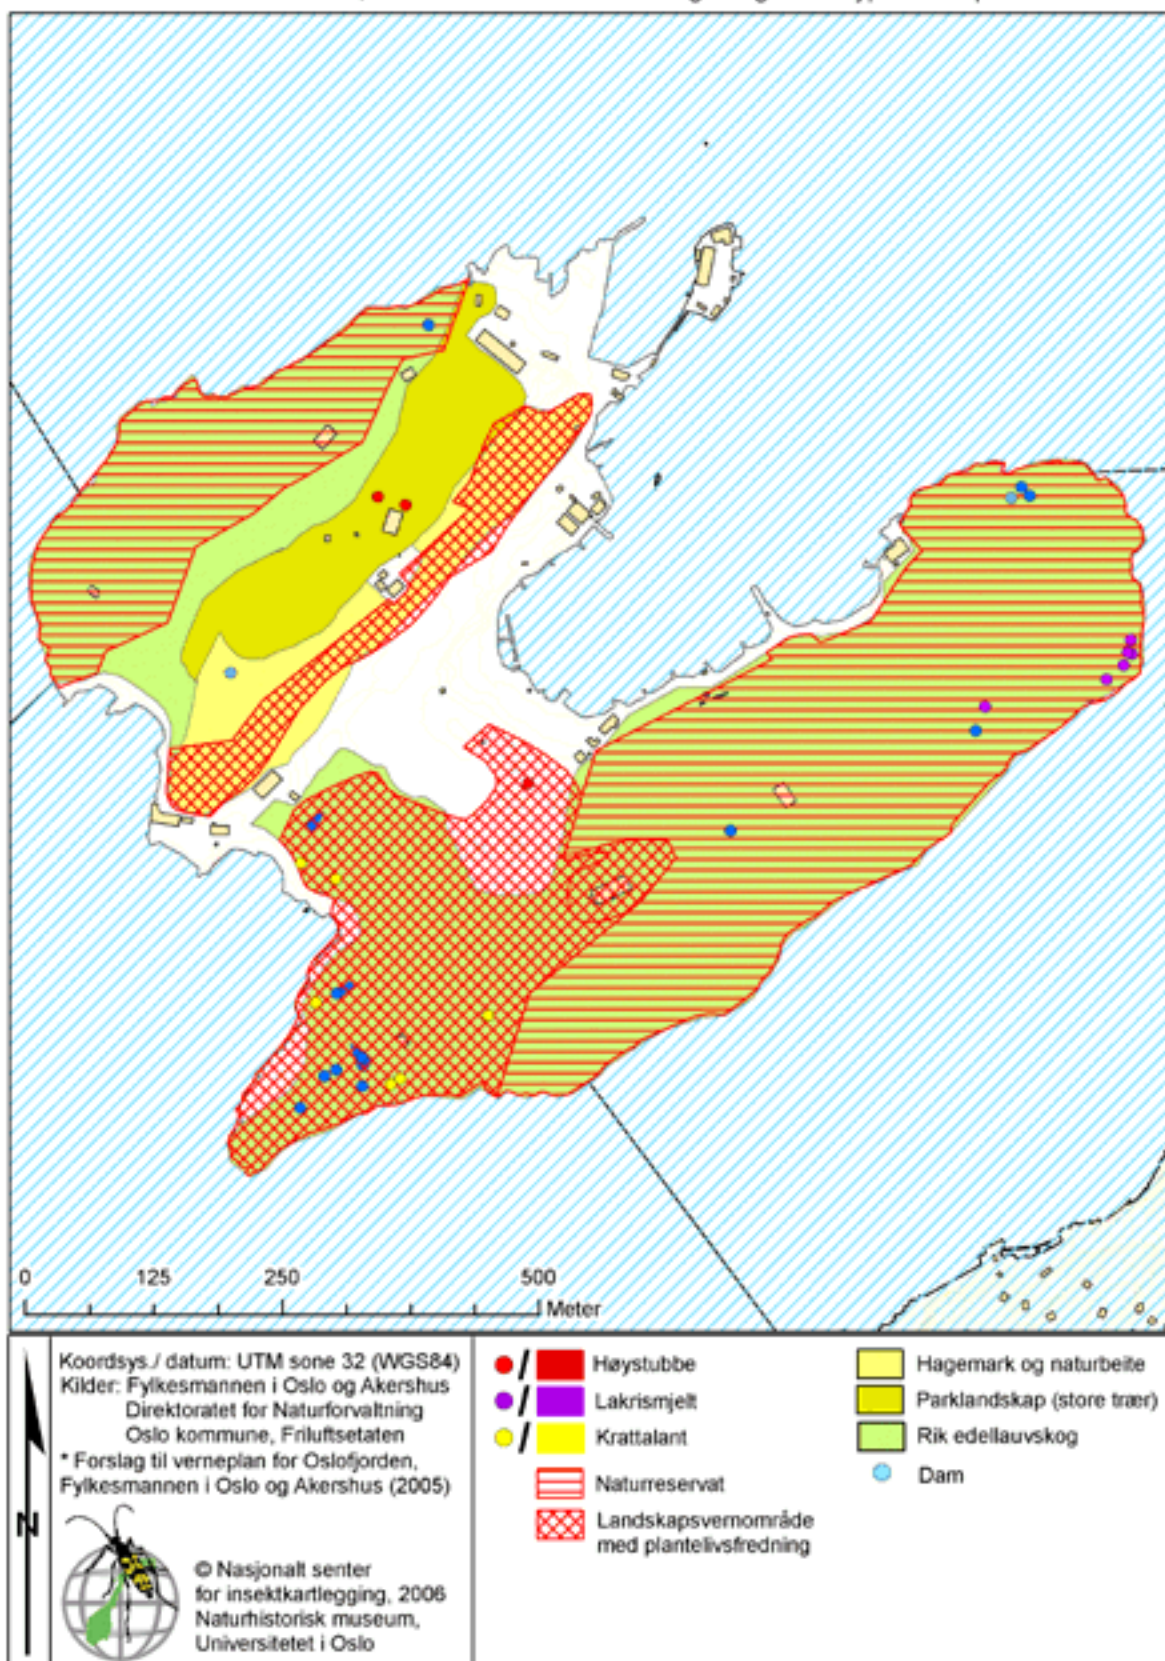 0
125
250
500
Meter
Koordsys./ datum: UTM sone 32 (WGS84)
Kilder: Fylkesmannen i Oslo og Akershus
Direktoratet for Naturforvaltning
Oslo kommune, Friluftsetaten
* Forslag til verneplan for Oslofjorden,
Fylkesmannen i Oslo og Akershus (2005)
N
© Nasjonalt senter
for insektkartlegging, 2006
Naturhistorisk museum,
Universitetet i Oslo
Høystubbe
Lakrismjelt
Krattalant
Naturreservat
Landskapsvernområde
med plantelivsfredning
Hagemark og naturbeite
Parklandskap (store trær)
Rik edellauvskog
Dam